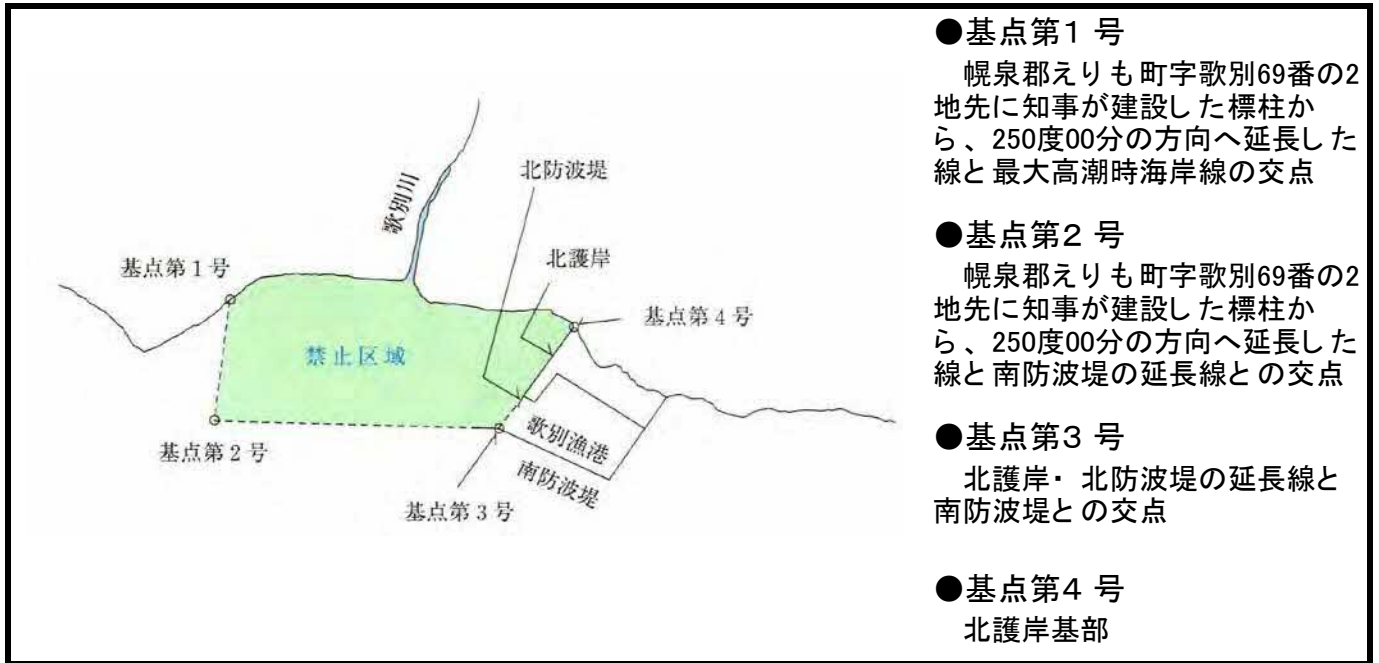 北防波堤
歌別川
北護岸
基点第1号
基点第4号
禁止区域
歌別漁港
基点第2号
南防波堤
基点第3号
●基点第1号
幌泉郡えりも町字歌別69番の2
地先に知事が建設した標柱か
ら、250度00分の方向へ延長した
線と最大高潮時海岸線の交点
●基点第2号
幌泉郡えりも町字歌別69番の2
地先に知事が建設した標柱か
ら、250度00分の方向へ延長した
線と南防波堤の延長線との交点
●基点第3号
北護岸・北防波堤の延長線と
南防波堤との交点
●基点第4号
北護岸基部